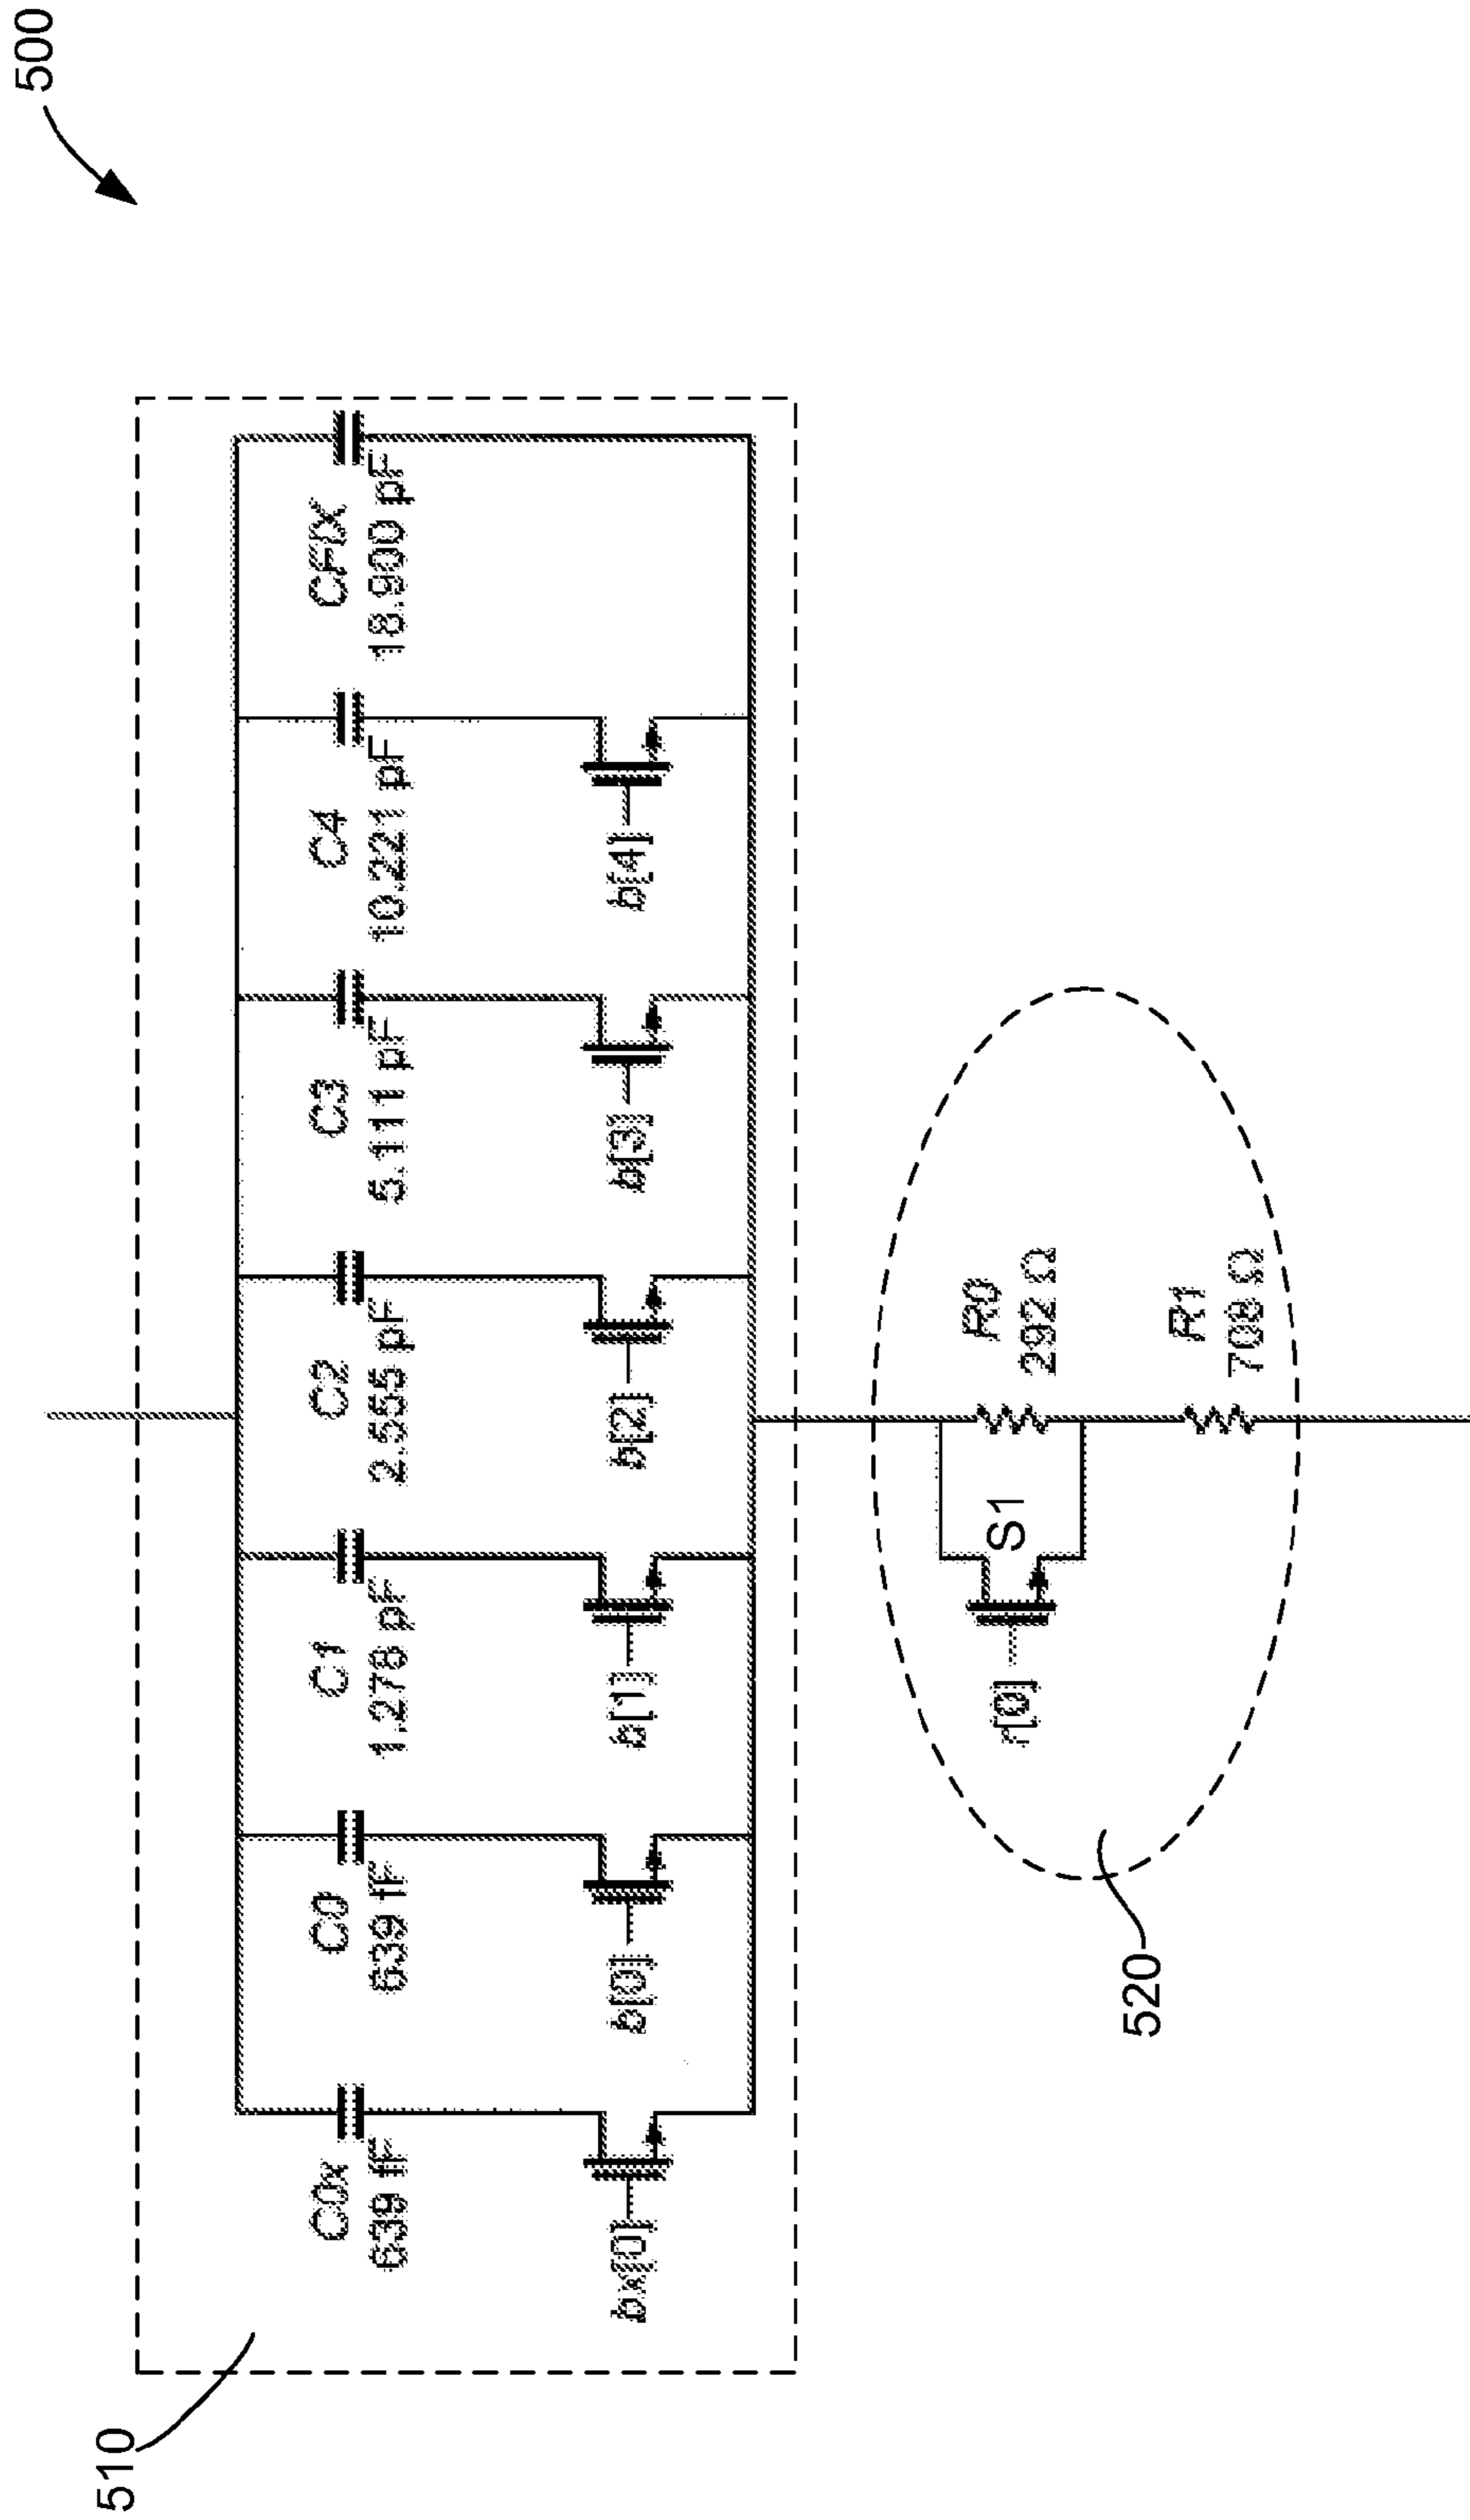 500
510
C0x
639 fF
C0
639 fF
C1
1.278 pF
C2
2.555 pF
C3
5.111 pF
C4
10.221 pF
CFIX
18.900 pF
bx[0]
b[0]
b[1]
b[2]
b[3]
b[4]
r[0]
S1
R0
292 Ω
R1
708 Ω
520